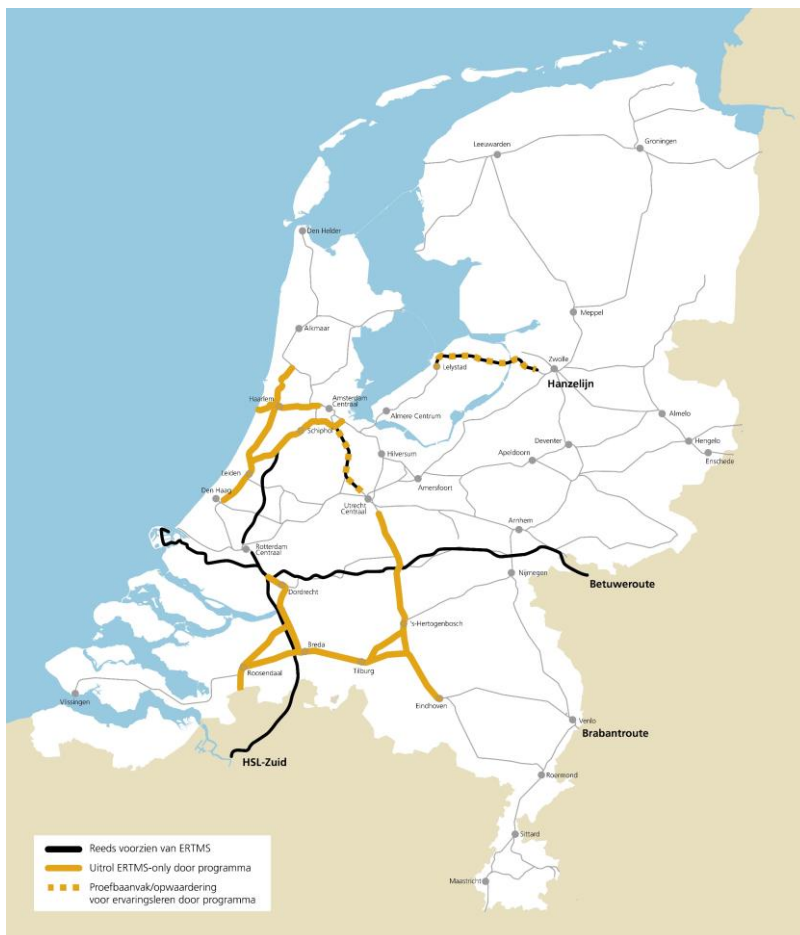 Leeuwarden
Groningen
Den Helder
Meppel
Alkmaar
Zwolle
Hanzelijn
Lelystad
Haarlem
Amsterdam
Centraal
Almere Centrum
Almelo
Schiphol
Hengelo
Deventer
Hilversum
Apeldoorn
Enschede
Leiden
Amersfoort
Den Haag
Utrecht
Centraal
Arnhem
Rotterdam
Centraal
Nijmegen
Betuweroute
Dordrecht
's-Hertogenbosch
Breda
Tilburg
Roosendaal
Vlissingen
Eindhoven
Venlo
Brabantroute
HSL-Zuid
Roermond
Sittard
Maastricht
Reeds voorzien van ERTMS
Uitrol ERTMS-only door programma
Proefbaanvak/opwaardering
voor ervaringsleren door programma